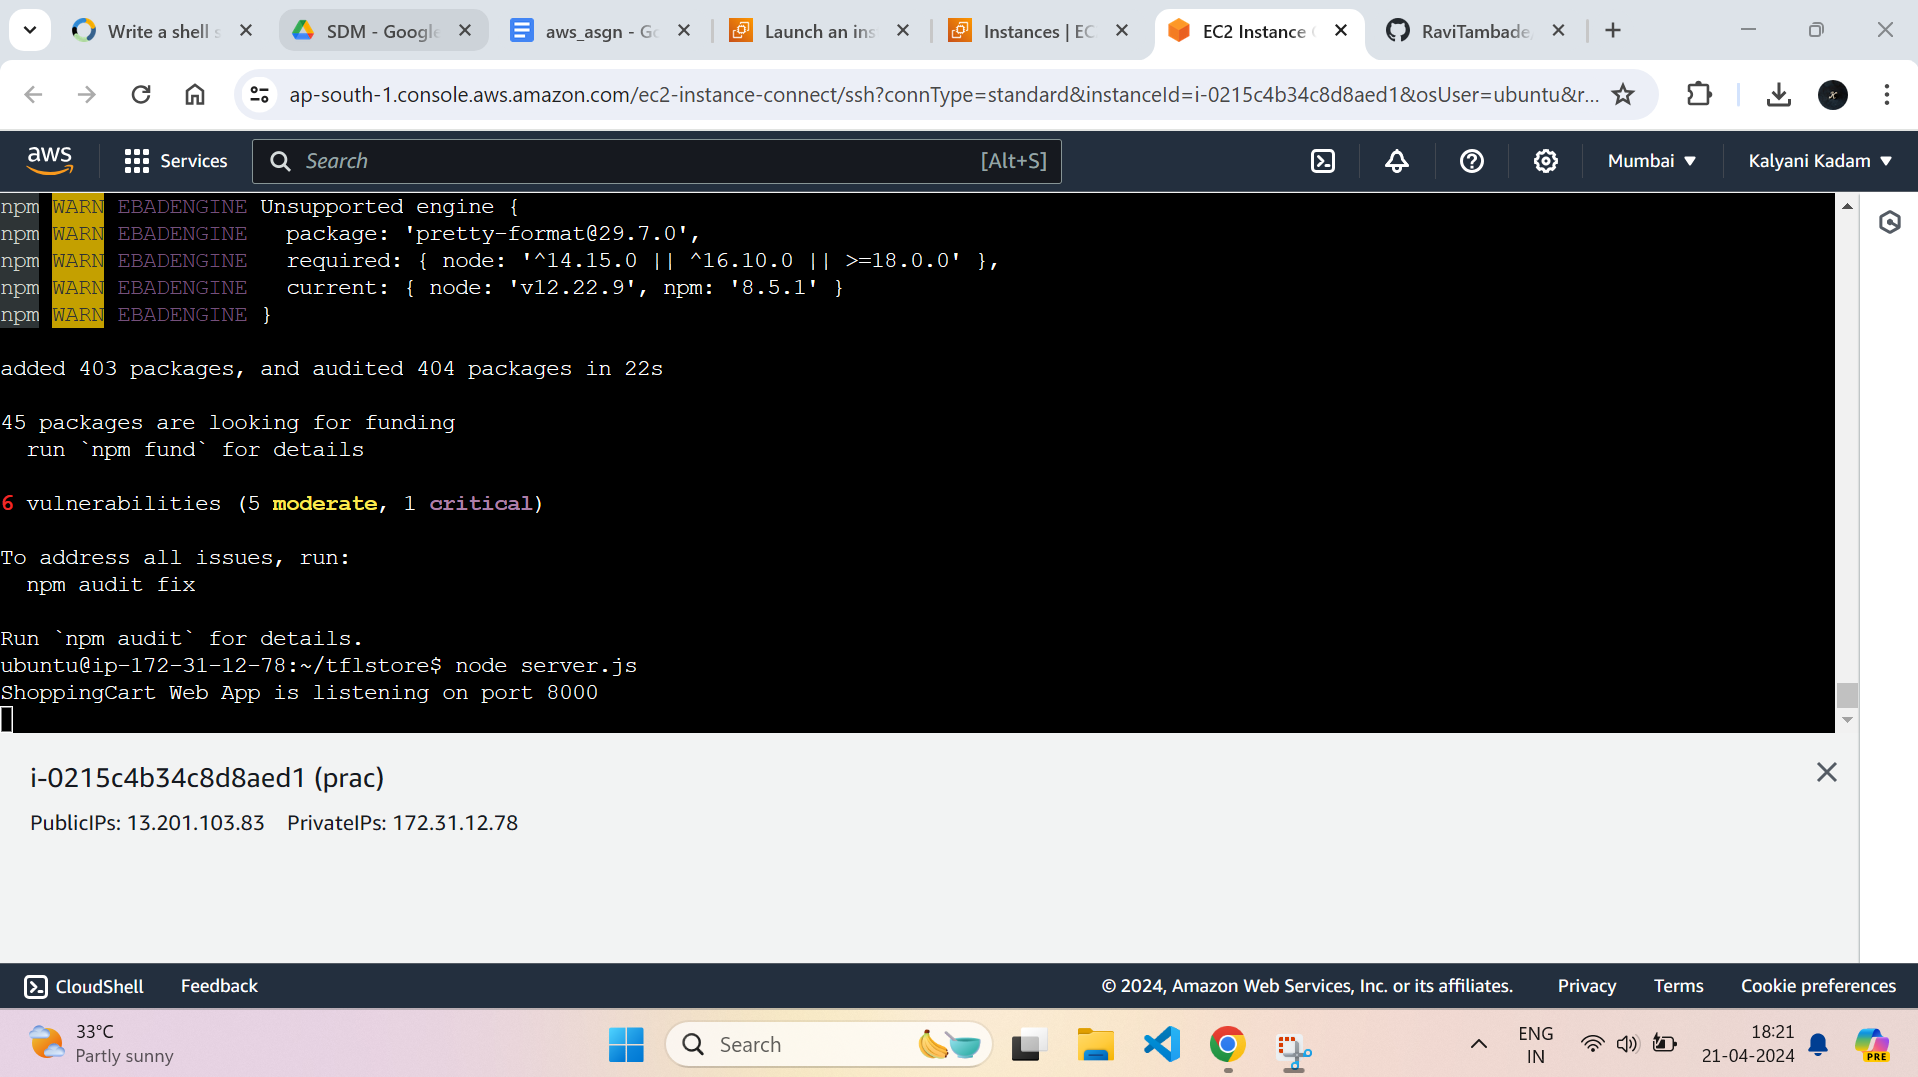 Write a shell s
SDM - Google
aws_asgn - Go
Launch an ins
Instances | EC
EC2 Instance C
RaviTambade/
ap-south-1.console.aws.amazon.com/ec2-instance-connect/ssh?connType=standard&instanceId=i-0215c4b34c8d8aed1&osUser=ubuntu&r...
aws
Services
Search
[Alt+S]
Mumbai
Kalyani Kadam
npm WARN EBADENGINE Unsupported engine {
npm WARN EBADENGINE   package: 'pretty-format@29.7.0',
npm WARN EBADENGINE   required: { node: '^14.15.0 || ^16.10.0 || >=18.0.0' },
npm WARN EBADENGINE   current: { node: 'v12.22.9', npm: '8.5.1' }
npm WARN EBADENGINE }
added 403 packages, and audited 404 packages in 22s
45 packages are looking for funding
  run `npm fund` for details
6 vulnerabilities (5 moderate, 1 critical)
To address all issues, run:
  npm audit fix
Run `npm audit` for details.
ubuntu@ip-172-31-12-78:~/tflstore$ node server.js
ShoppingCart Web App is listening on port 8000
i-0215c4b34c8d8aed1 (prac)
PublicIPs: 13.201.103.83 PrivateIPs: 172.31.12.78
CloudShell
Feedback
© 2024, Amazon Web Services, Inc. or its affiliates.
Privacy
Terms
Cookie preferences
33°C
Partly sunny
Search
ENG
IN
18:21
21-04-2024
PRE